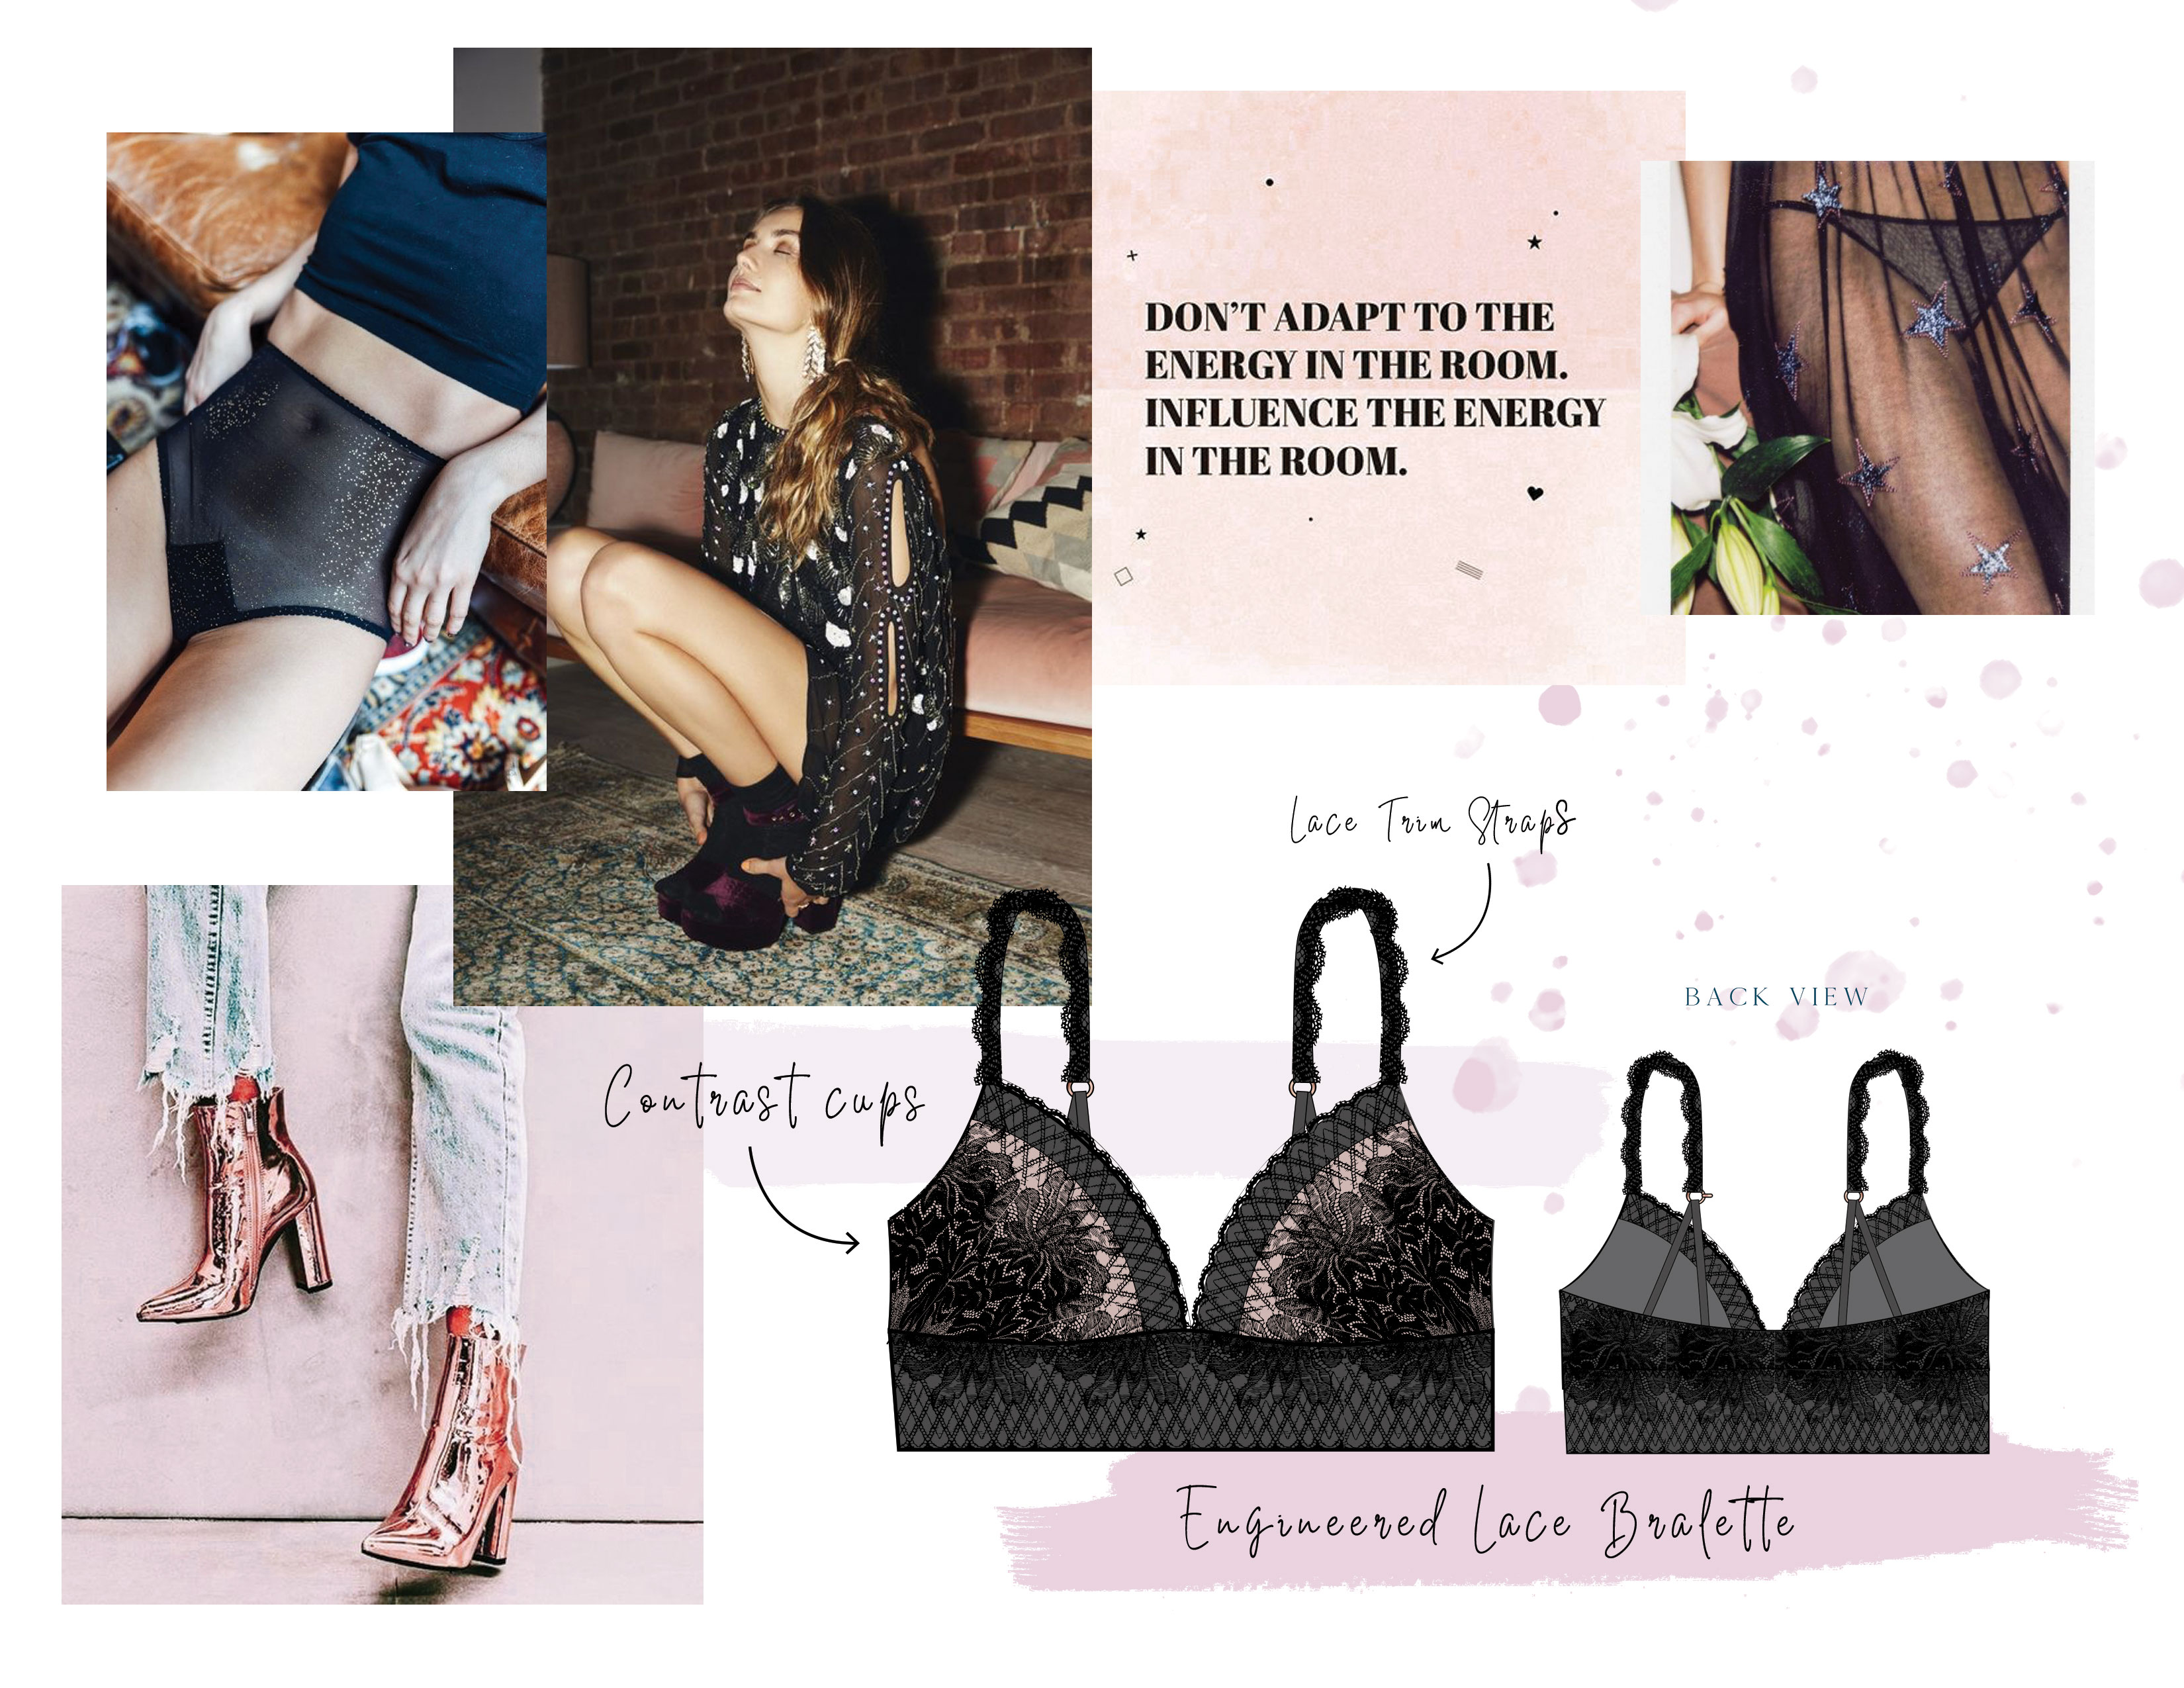 DON'T ADAPT TO THE
ENERGY IN THE ROOM.
INFLUENCE THE ENERGY
IN THE ROOM.
Lace Trim Straps
BACK VIEW
Contrast cups
Engineered Lace Bralette